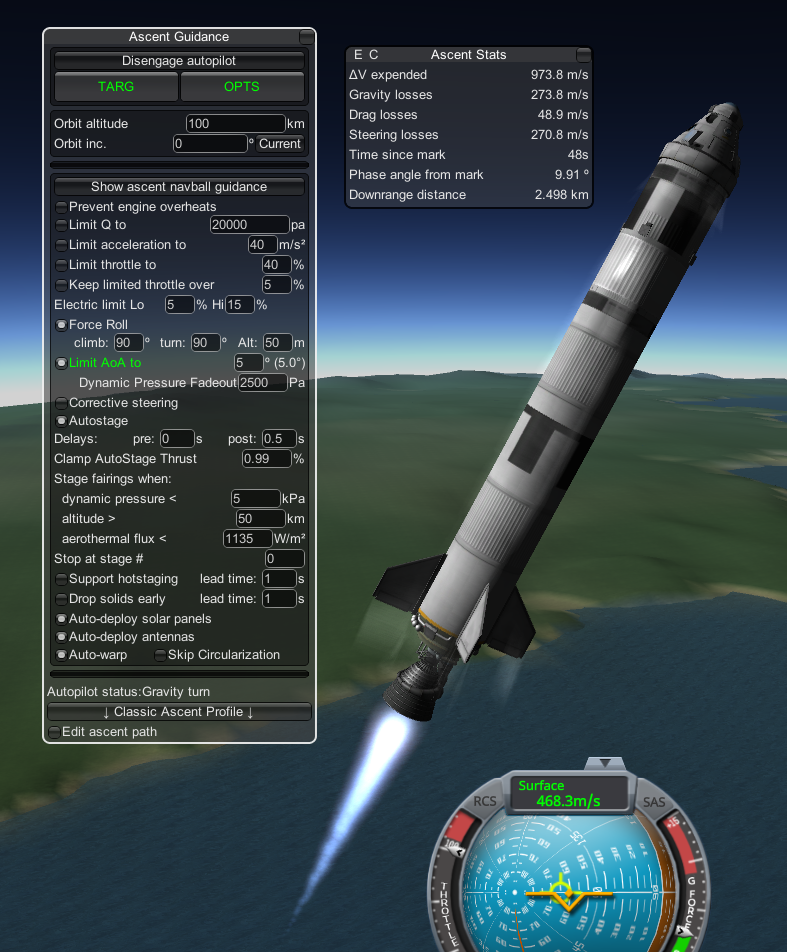 Ascent Guidance
Disengage autopilot
TARG OPTS
Orbit altitude 100 km
Orbit inc. 0 º Current
Show ascent navball guidance
Prevent engine overheats
Limit Q to 20000 pa
Limit acceleration to 40 m/s²
Limit throttle to 40 %
Keep limited throttle over 5 %
Electric limit Lo 5 % Hi 15 %
Force Roll
climb: 90 º turn: 90 º Alt: 50 m
Limit AoA to 5 º (5.0°)
Dynamic Pressure Fadeout 2500 Pa
Corrective steering
Autostage
Delays: pre: 0 s post: 0.5 s
Clamp AutoStage Thrust 0.99 %
Stage fairings when:
dynamic pressure < 5 kPa
altitude > 50 km
aerothermal flux < 1135 W/m²
Stop at stage # 0
Support hotstaging lead time: 1 s
Drop solids early lead time: 1 s
Auto-deploy solar panels
Auto-deploy antennas
Auto-warp Skip Circularization
Autopilot status:Gravity turn
↓ Classic Ascent Profile ↓
Edit ascent path
E C Ascent Stats
ΔV expended 973.8 m/s
Gravity losses 273.8 m/s
Drag losses 48.9 m/s
Steering losses 270.8 m/s
Time since mark 48s
Phase angle from mark 9.91 º
Downrange distance 2.498 km
Surface
468.3m/s
RCS SAS
THROTTLE
G FORCE